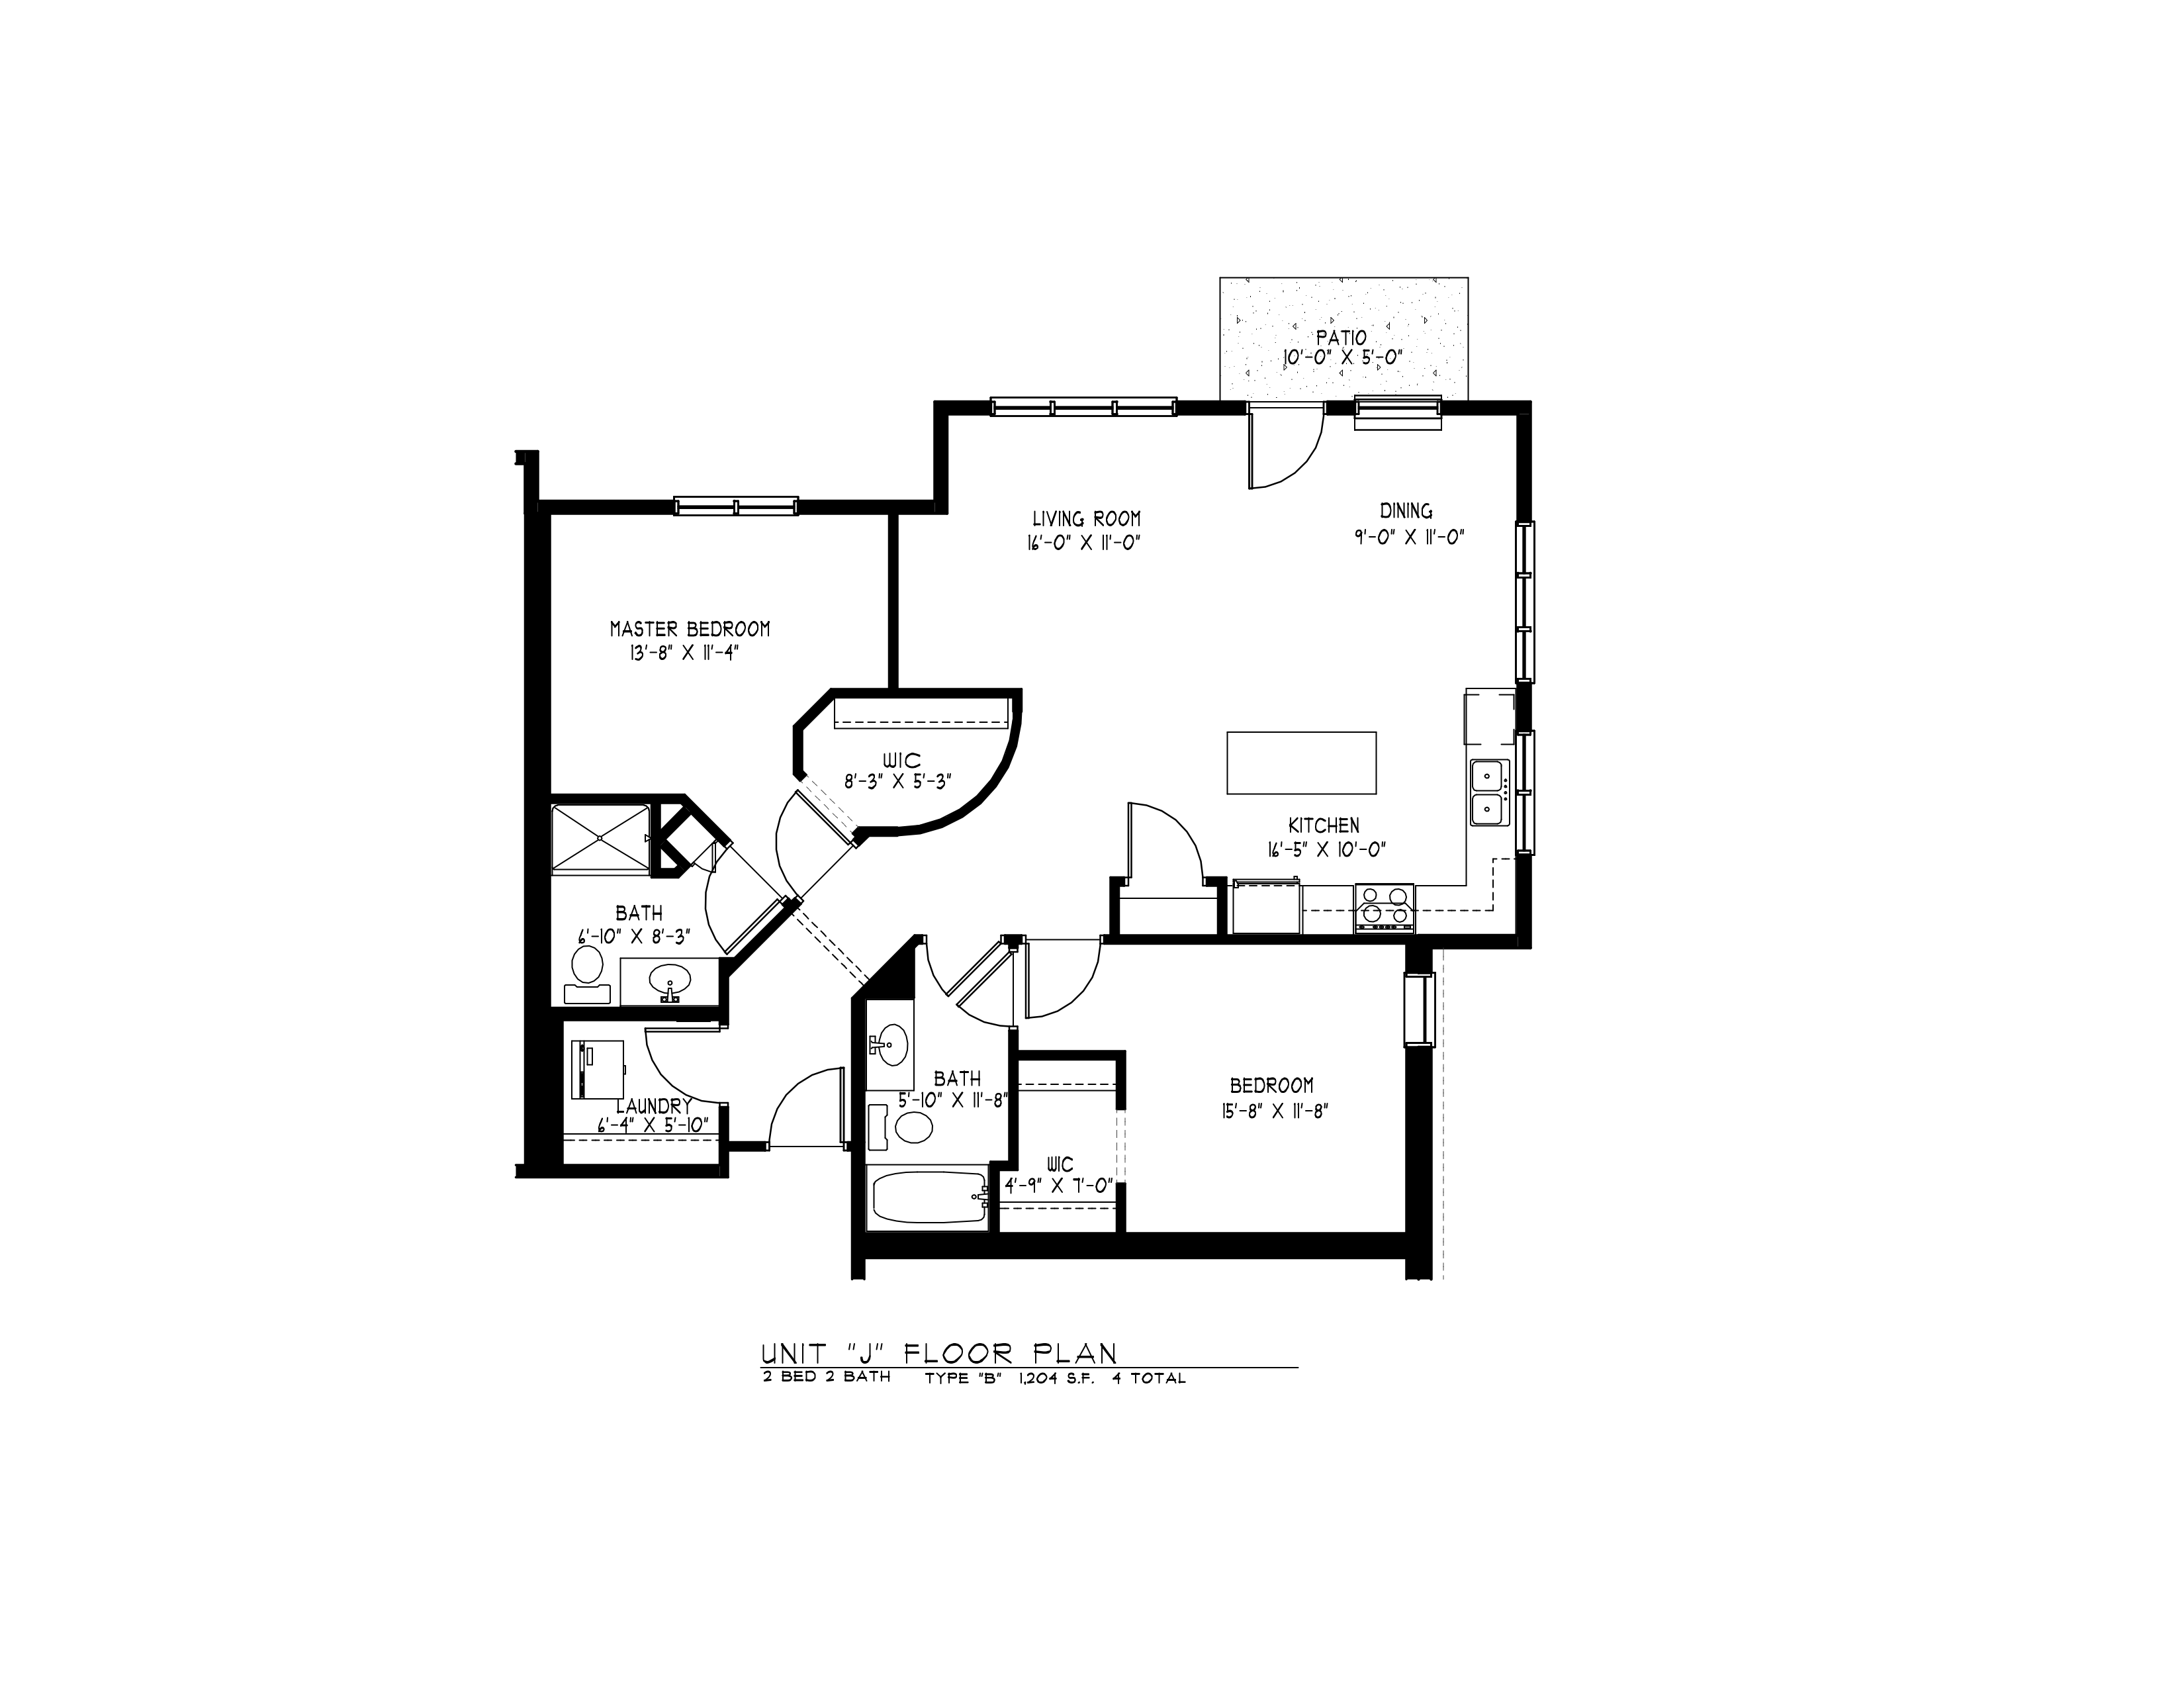 PATIO
10'-0" X 5'-0"
LIVING ROOM
16'-0" X 11'-0"
DINING
9'-0" X 11'-0"
MASTER BEDROOM
13'-8" X 11'-4"
WIC
8'-3" X 5'-3"
KITCHEN
16'-5" X 10'-0"
BATH
6'-10" X 8'-3"
BATH
5'-10" X 11'-8"
BEDROOM
15'-8" X 11'-8"
LAUNDRY
6'-4" X 5'-10"
WIC
4'-9" X 7'-0"
UNIT "J" FLOOR PLAN
2 BED 2 BATH TYPE "B" 1,204 S.F. 4 TOTAL